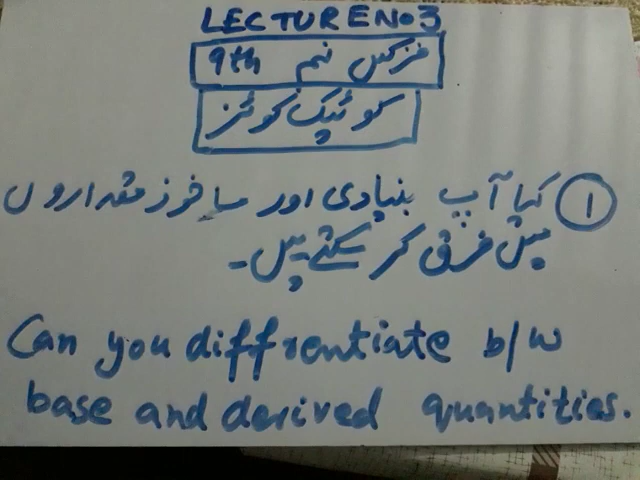 LECTURE No 3
فزکس نہم 9th
کوئیک کوئز
① کیا آپ بنیادی اور ماخوذ مقداروں
میں فرق کر سکتے ہیں۔
Can you diffrentiate b/w
base and derived quantities.